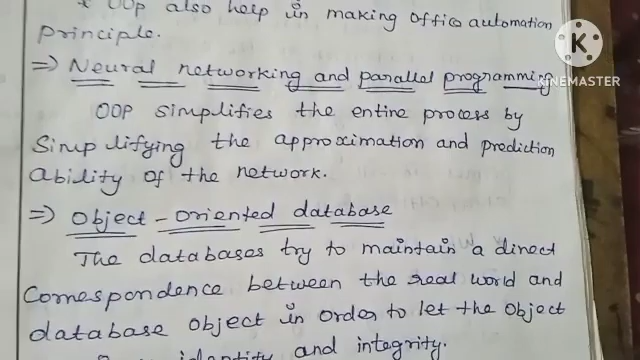 * OOP also help in making office automation
principle.
=> Neural networking and parallel programming
OOP simplifies the entire process by
Simplifying the approximation and prediction
ability of the network.
=> Object-oriented database
The databases try to maintain a direct
Correspondence between the real world and
database object in order to let the object
identity and integrity.
K
KINEMASTER